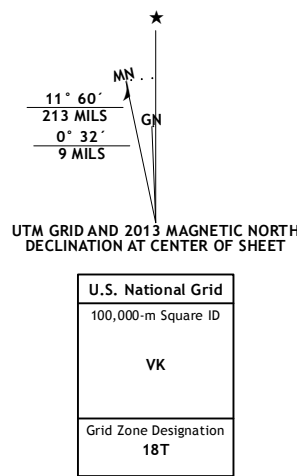 MN
GN
11° 60´
213 MILS
0° 32´
9 MILS
UTM GRID AND 2013 MAGNETIC NORTH
DECLINATION AT CENTER OF SHEET
U.S. National Grid
100,000-m Square ID
VK
Grid Zone Designation
18T